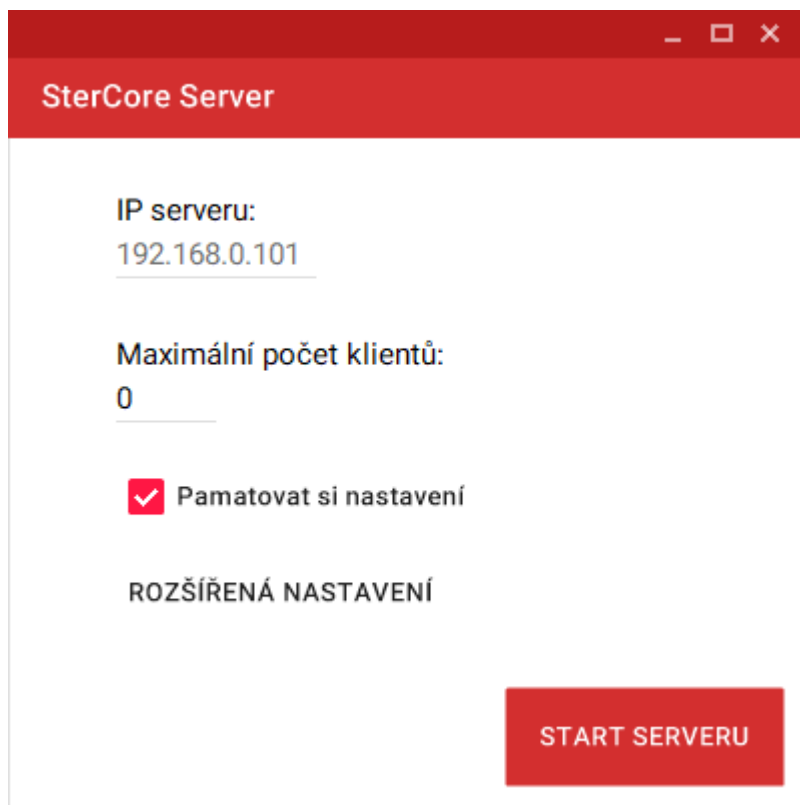 SterCore Server
IP serveru:
192.168.0.101
Maximální počet klientů:
0
Pamatovat si nastavení
ROZŠÍŘENÁ NASTAVENÍ
START SERVERU